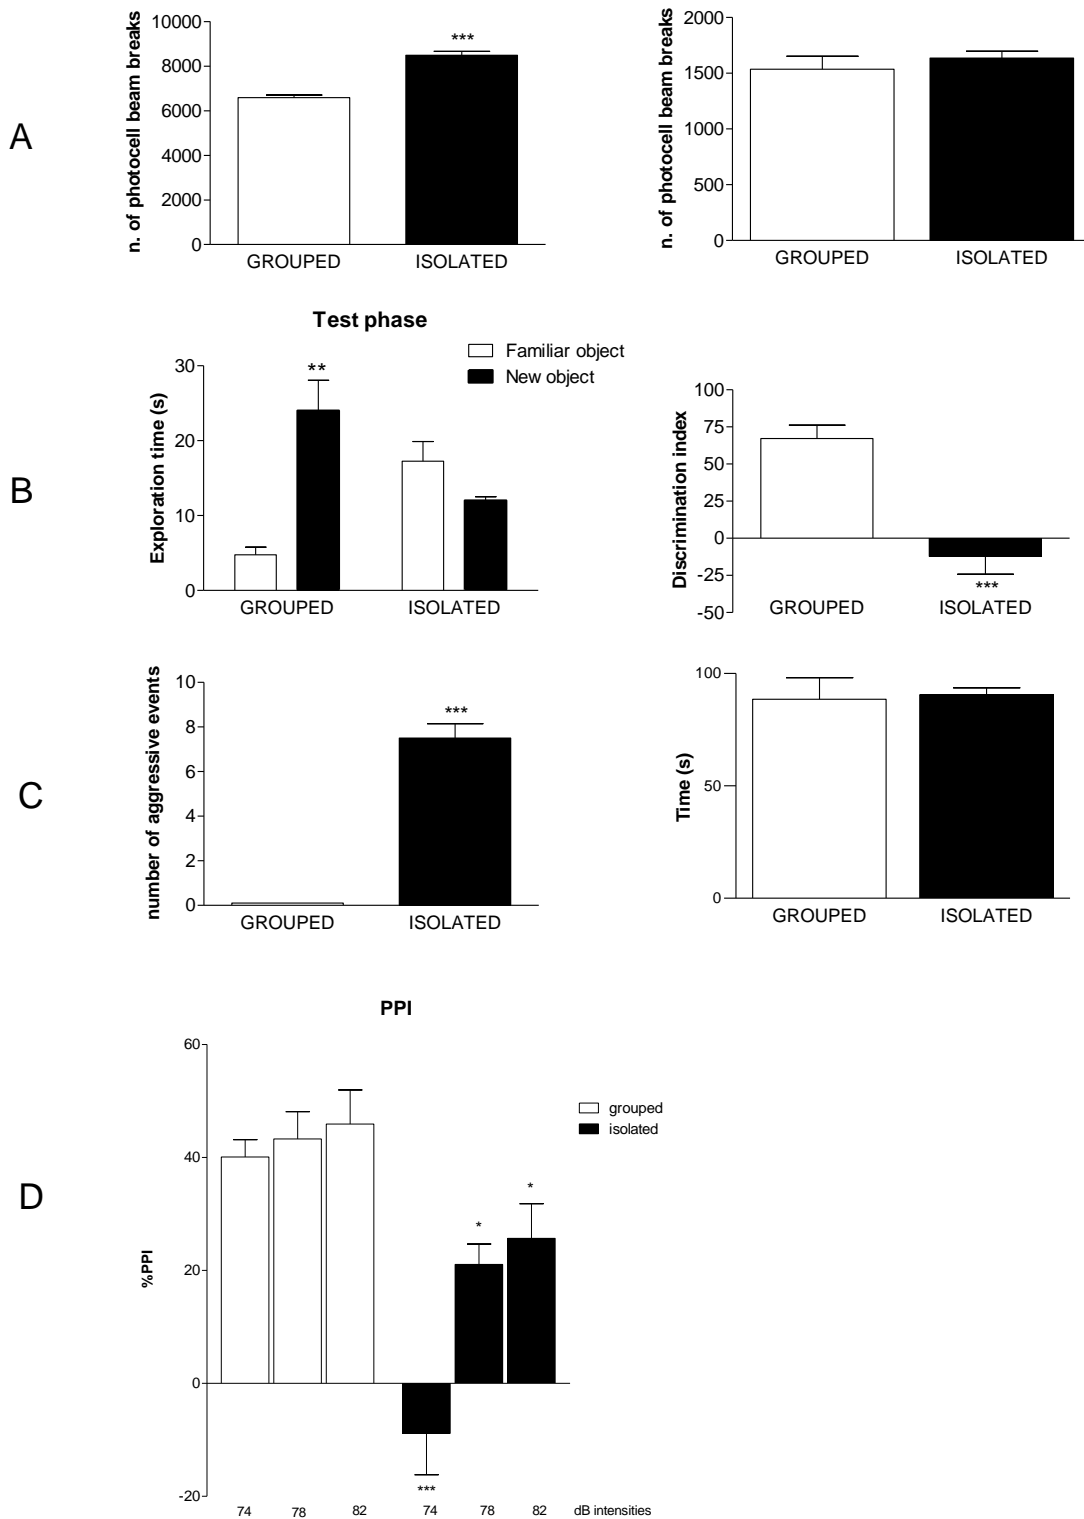 A
n. of photocell beam breaks
10000
8000
6000
4000
2000
0
***
GROUPED
ISOLATED
n. of photocell beam breaks
2000
1500
1000
500
0
GROUPED
ISOLATED
B
Test phase
Familiar object
New object
Exploration time (s)
30
20
10
0
**
GROUPED
ISOLATED
Discrimination index
100
75
50
25
0
-25
-50
***
GROUPED
ISOLATED
C
number of aggressive events
10
8
6
4
2
0
***
GROUPED
ISOLATED
Time (s)
100
50
0
GROUPED
ISOLATED
D
PPI
grouped
isolated
%PPI
60
40
20
0
-20
*
*
***
74 78 82 74 78 82 dB intensities